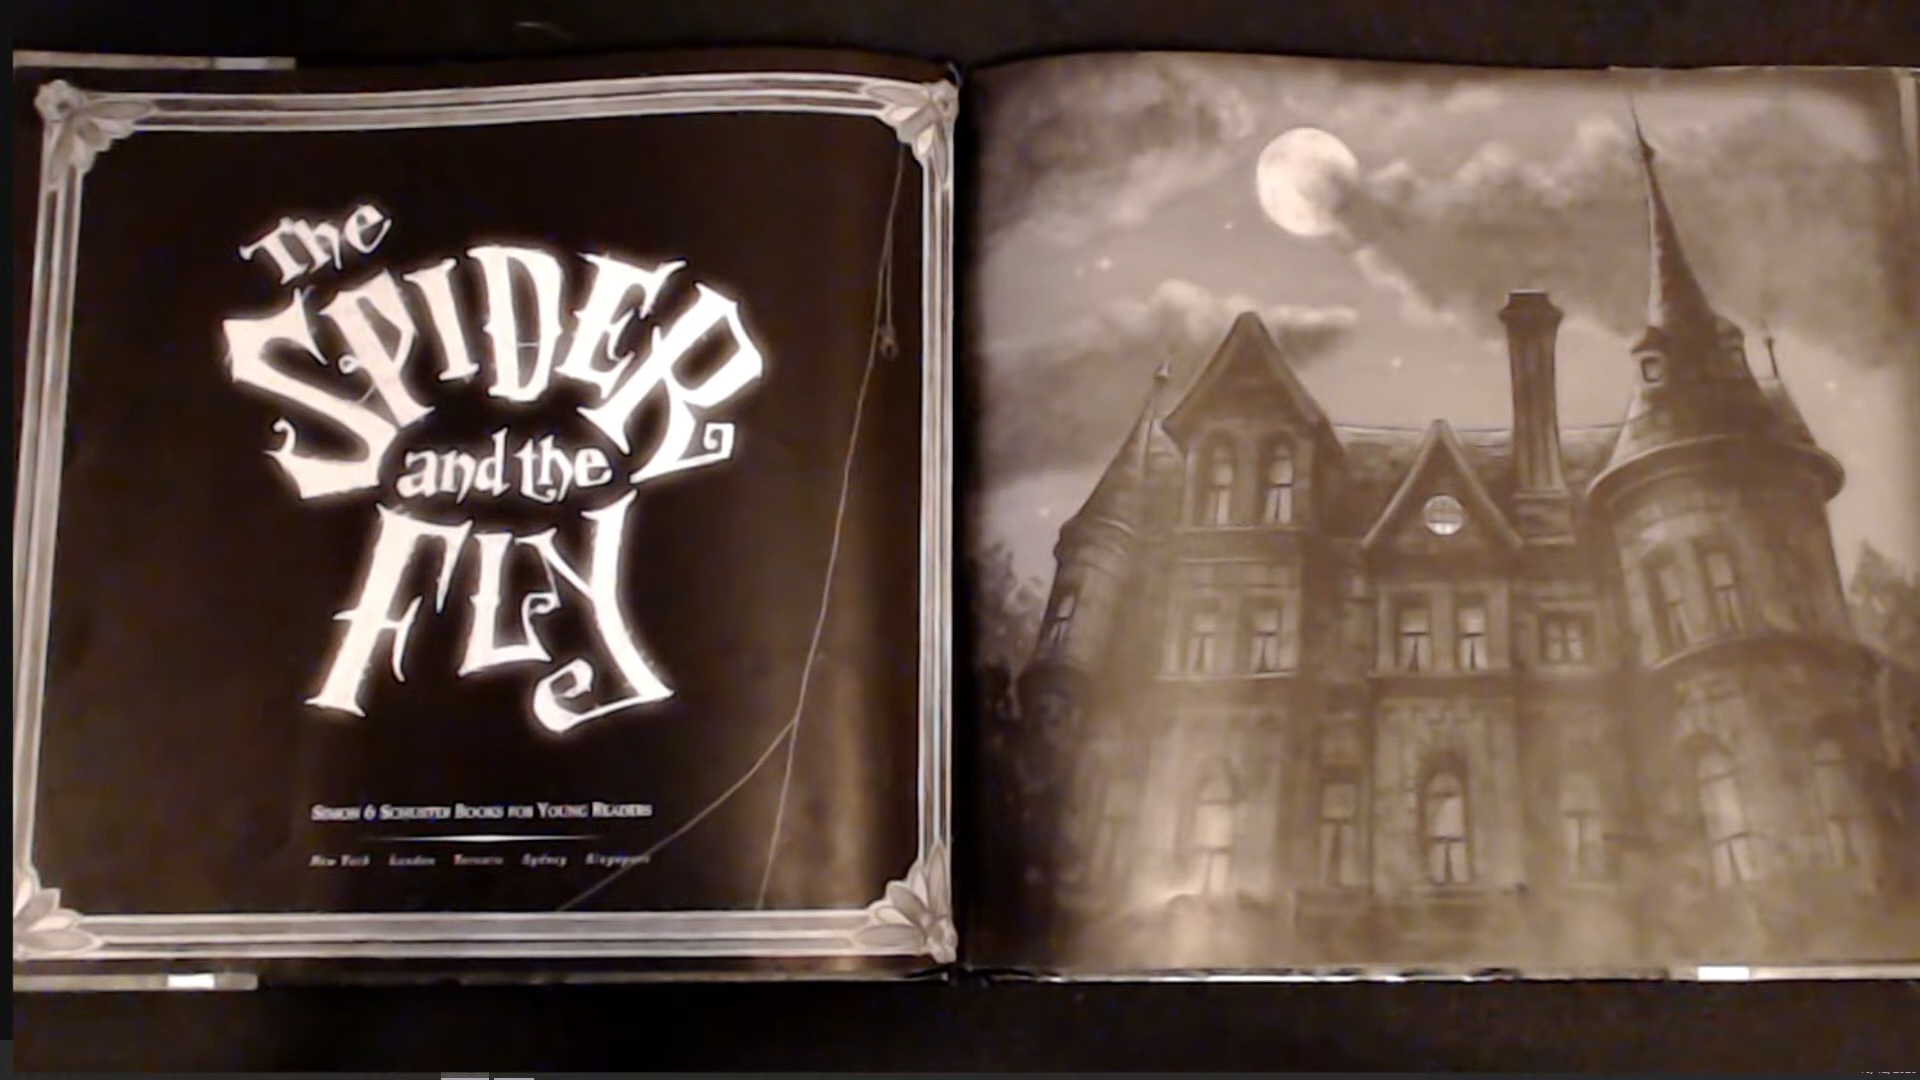 The
SPIDER
and the
FLY
SIMON & SCHUSTER BOOKS FOR YOUNG READERS
New York London Toronto Sydney Singapore